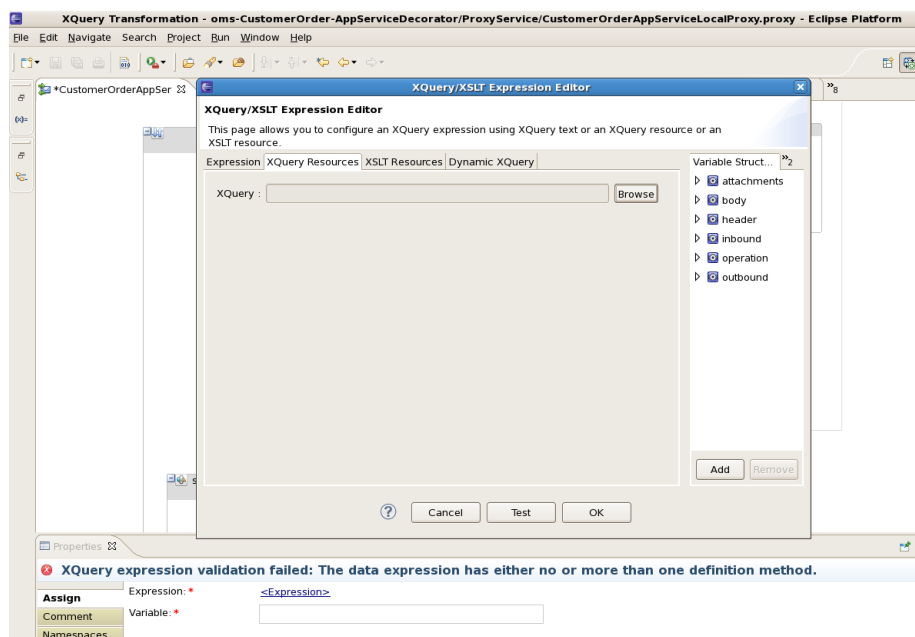 XQuery Transformation - oms-CustomerOrder-AppServiceDecorator/ProxyService/CustomerOrderAppServiceLocalProxy.proxy - Eclipse Platform
File Edit Navigate Search Project Run Window Help
*CustomerOrderAppSer
XQuery/XSLT Expression Editor
»8
XQuery/XSLT Expression Editor
This page allows you to configure an XQuery expression using XQuery text or an XQuery resource or an
XSLT resource.
Expression XQuery Resources XSLT Resources Dynamic XQuery
Variable Struct... »2
XQuery : Browse
attachments
body
header
inbound
operation
outbound
s
Add Remove
? Cancel Test OK
Properties
XQuery expression validation failed: The data expression has either no or more than one definition method.
Assign
Expression: * <Expression>
Comment
Variable: *
Namespaces